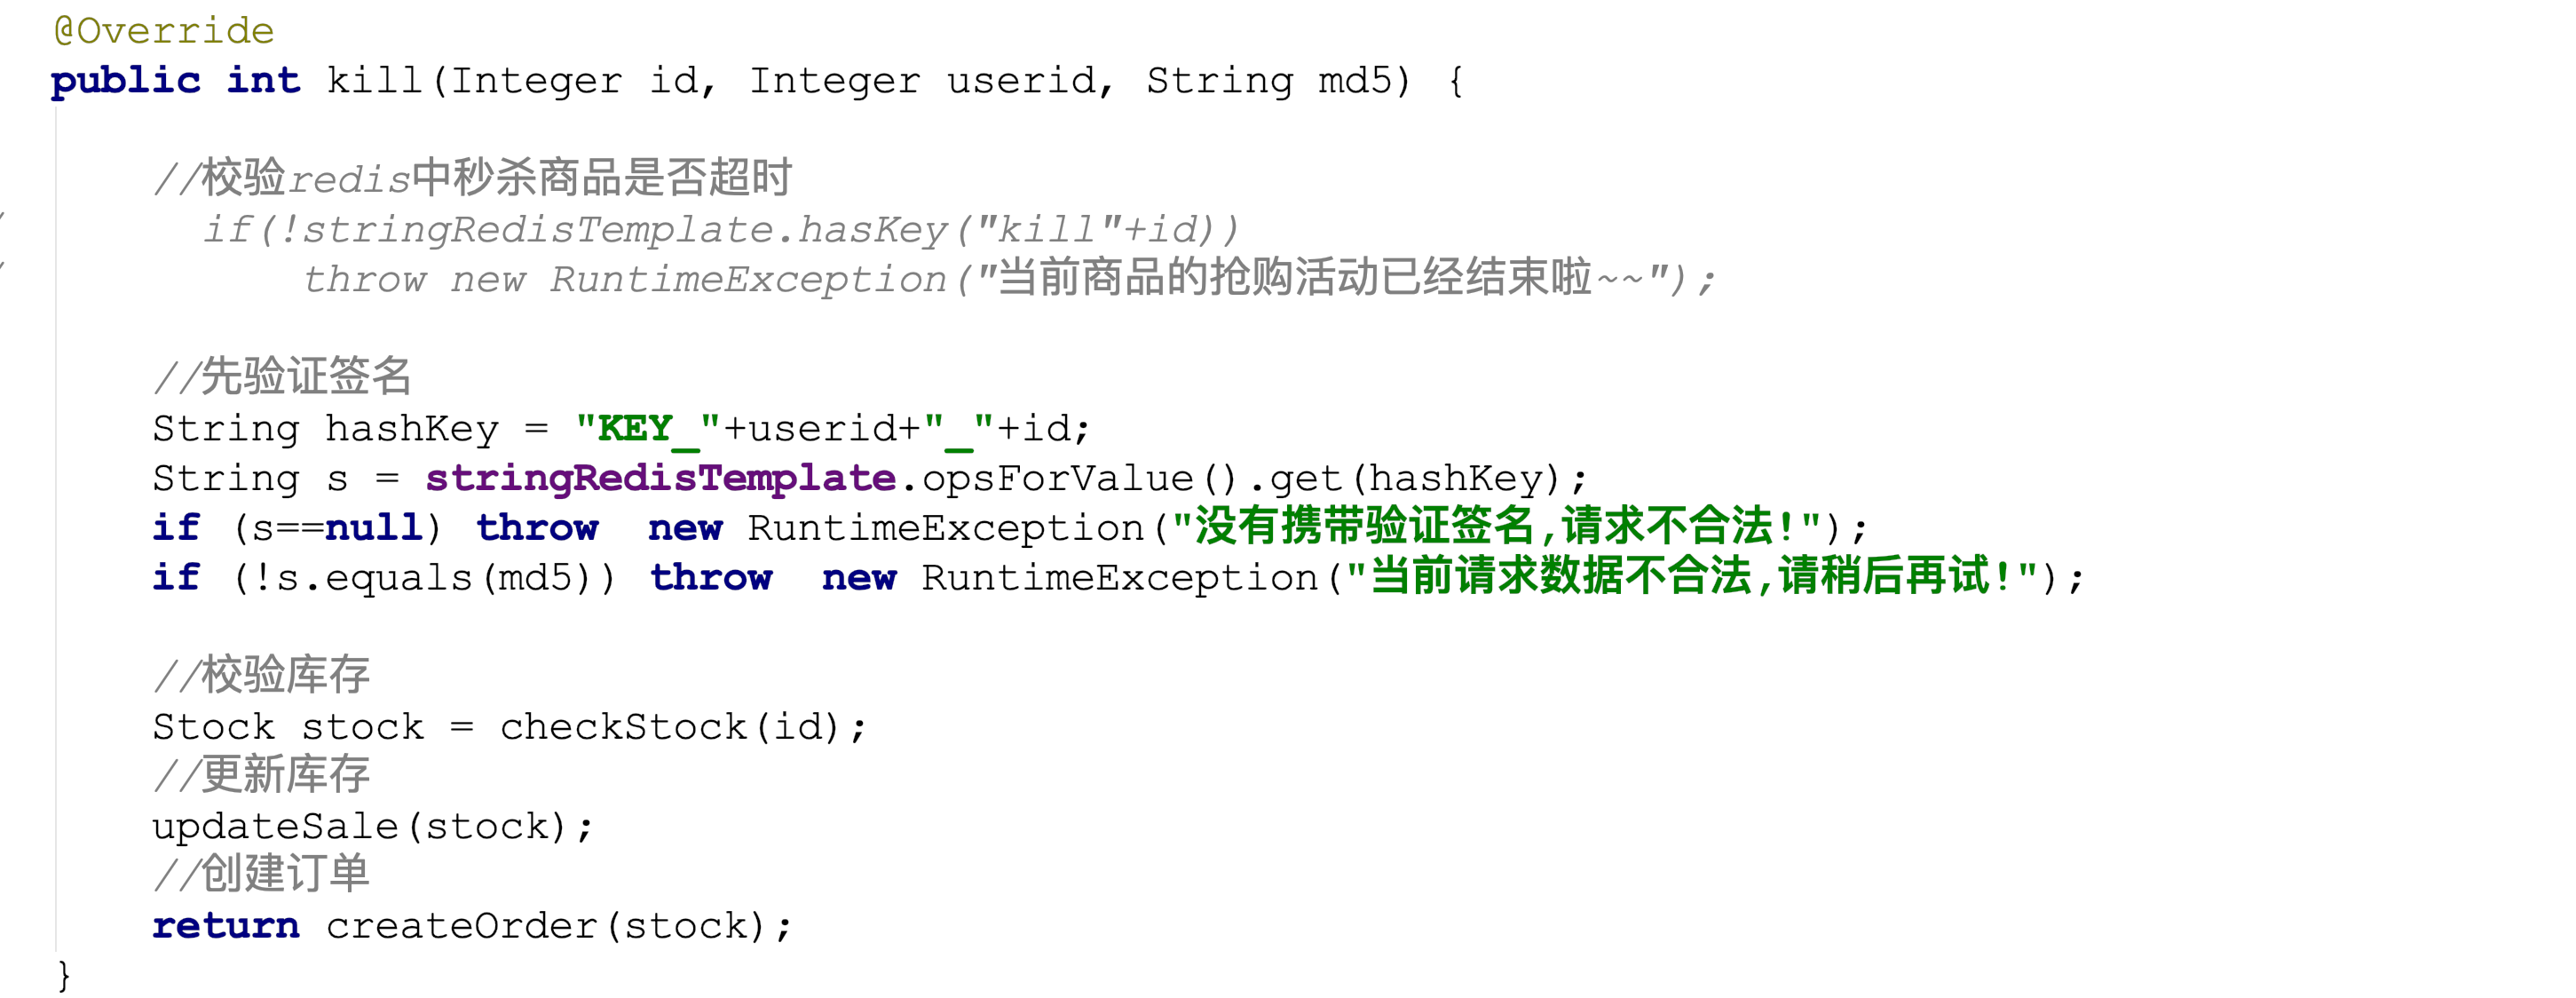 @Override
public int kill(Integer id, Integer userid, String md5) {
//校验redis中秒杀商品是否超时
if(!stringRedisTemplate.hasKey("kill"+id))
throw new RuntimeException("当前商品的抢购活动已经结束啦~~");
//先验证签名
String hashKey = "KEY_"+userid+"_"+id;
String s = stringRedisTemplate.opsForValue().get(hashKey);
if (s==null) throw  new RuntimeException("没有携带验证签名,请求不合法!");
if (!s.equals(md5)) throw  new RuntimeException("当前请求数据不合法,请稍后再试!");
//校验库存
Stock stock = checkStock(id);
//更新库存
updateSale(stock);
//创建订单
return createOrder(stock);
}